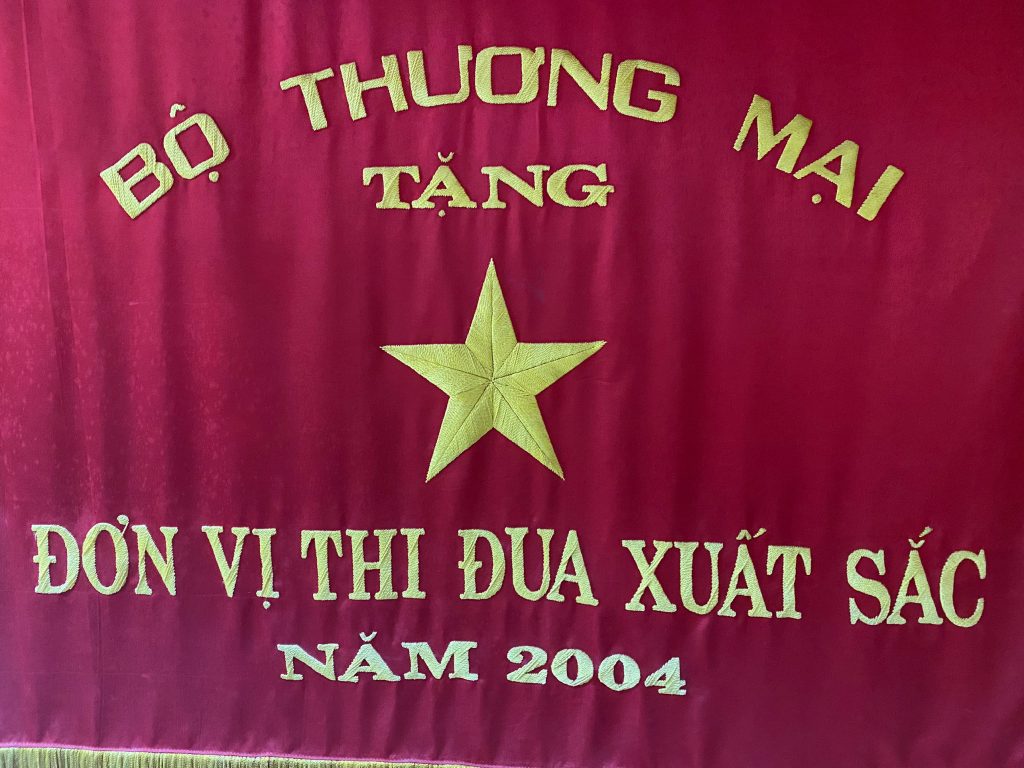 BỘ THƯƠNG MẠI
TẶNG
ĐƠN VỊ THI ĐUA XUẤT SẮC
NĂM 2004